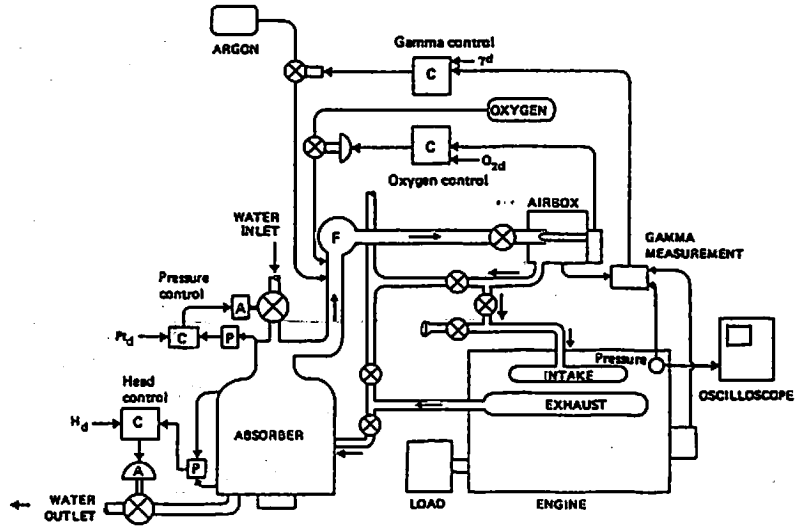 ARGON
Gamma control
C
γd
OXYGEN
C
O2d
Oxygen control
AIRBOX
WATER
INLET
F
GAMMA
MEASUREMENT
Pressure
control
A
C
P
Ptd
Pressure
INTAKE
EXHAUST
OSCILLOSCOPE
Head
control
Hd
C
ABSORBER
P
A
WATER
OUTLET
LOAD
ENGINE